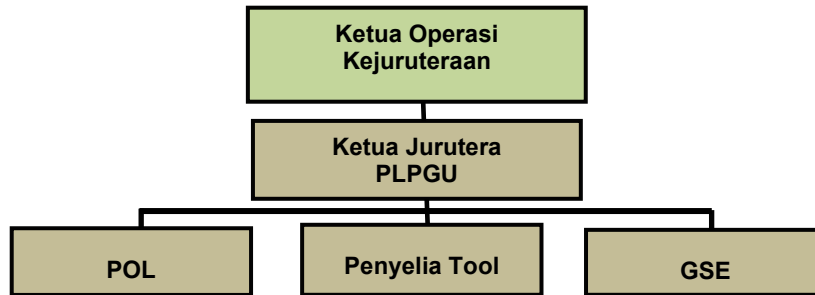 Ketua Operasi
Kejuruteraan
Ketua Jurutera
PLPGU
POL
Penyelia Tool
GSE